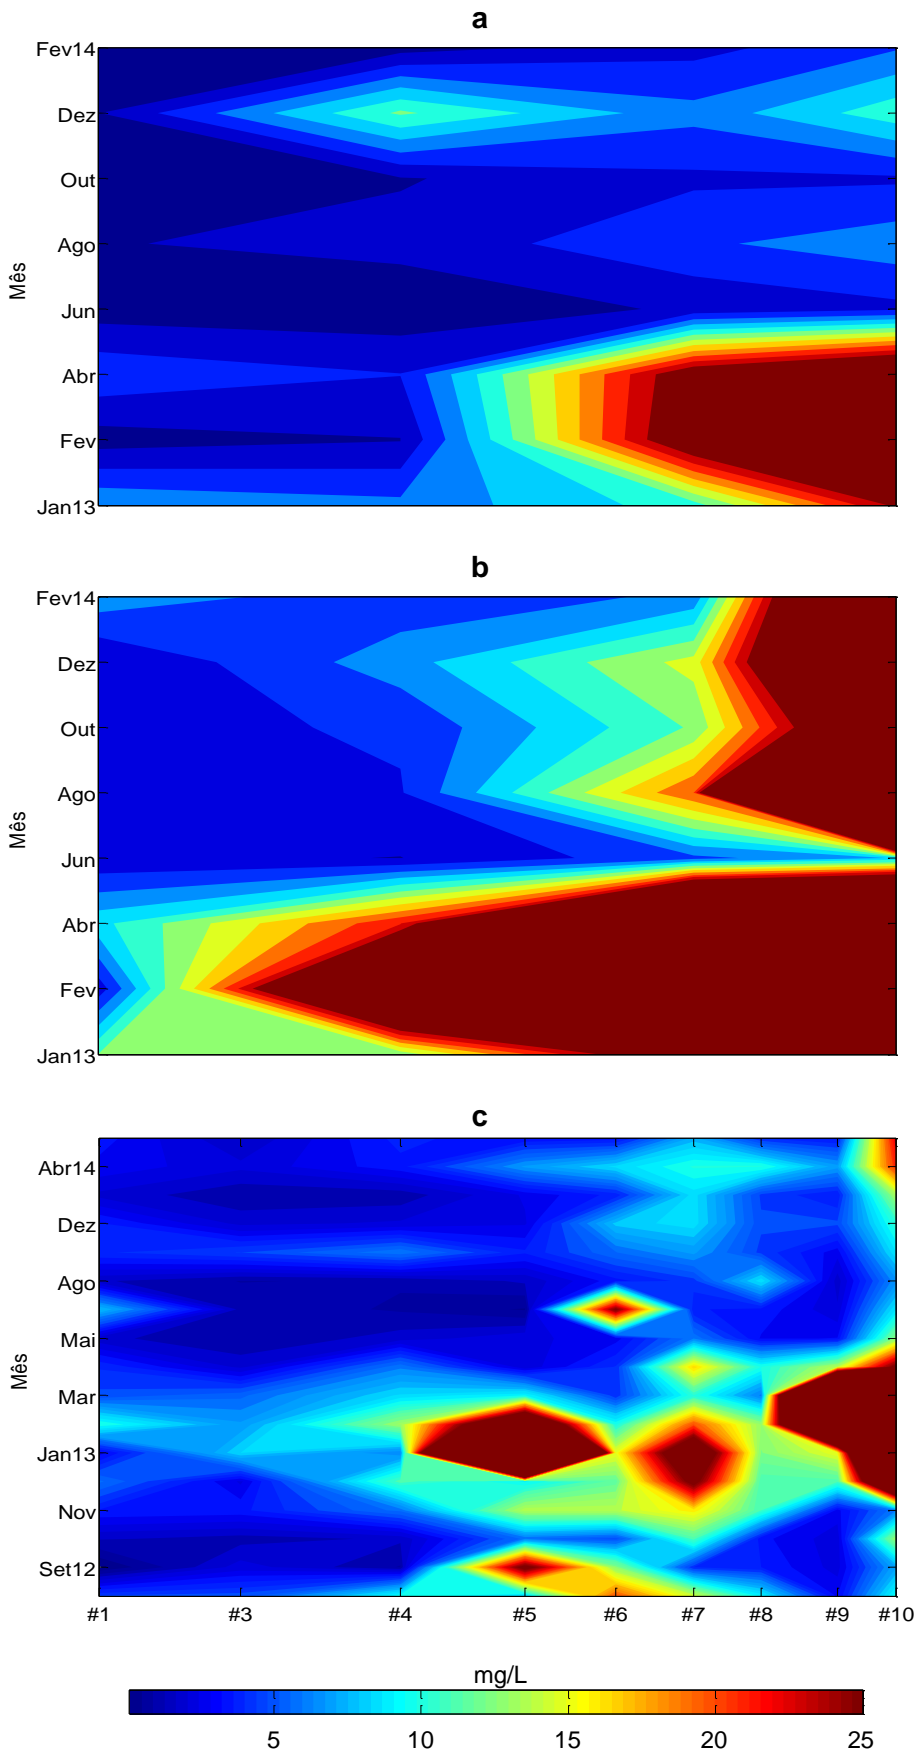 a
Fev14
Dez
Out
Ago
Jun
Abr
Fev
Jan13
Mês
b
Fev14
Dez
Out
Ago
Jun
Abr
Fev
Jan13
Mês
c
Abr14
Dez
Ago
Mai
Mar
Jan13
Nov
Set12
Mês
#1 #3 #4 #5 #6 #7 #8 #9 #10
mg/L
5 10 15 20 25